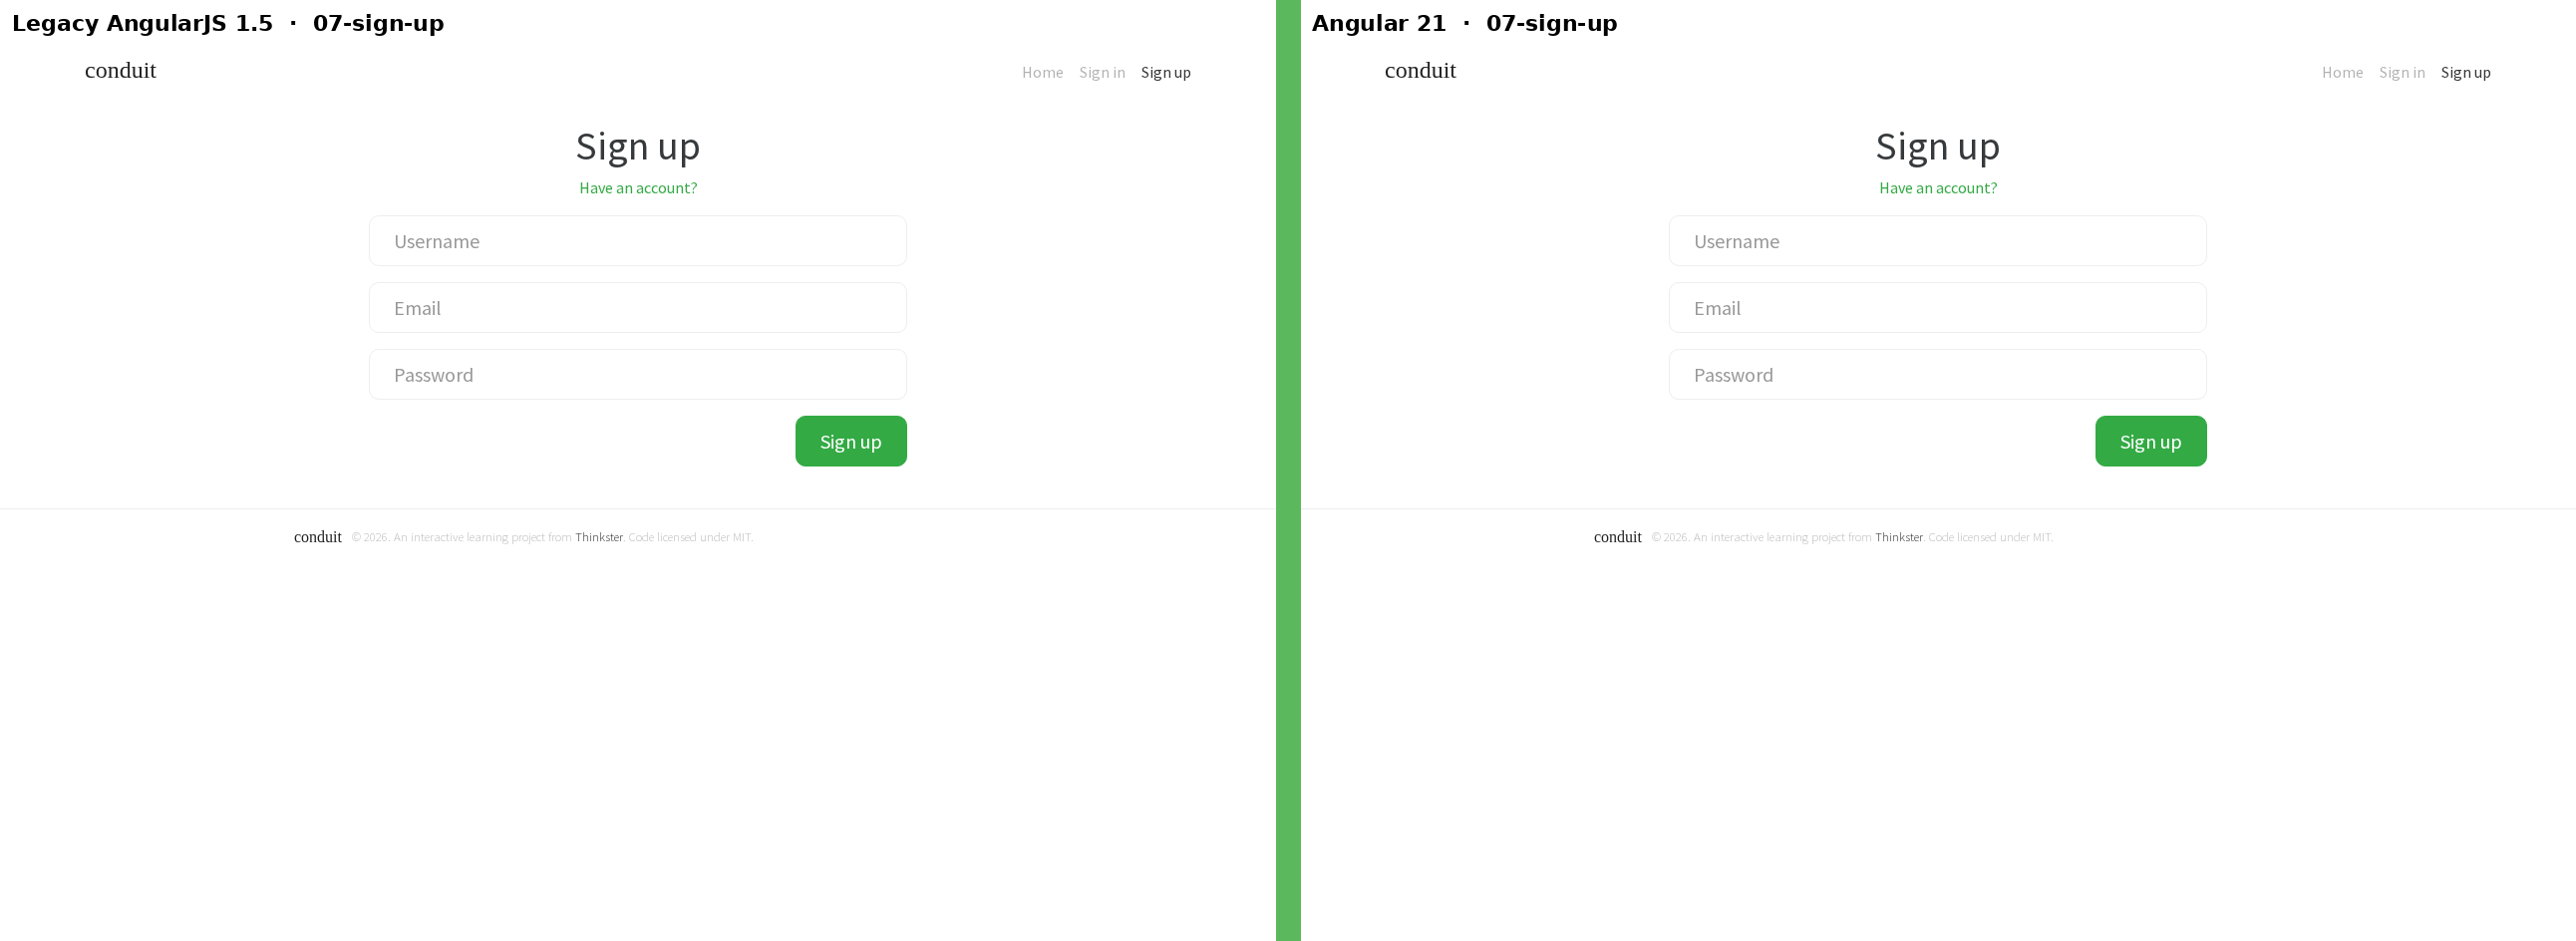 Legacy AngularJS 1.5 · 07-sign-up
conduit
Home Sign in Sign up
Sign up
Have an account?
Username
Email
Password
Sign up
conduit © 2026. An interactive learning project from Thinkster. Code licensed under MIT.
Angular 21 · 07-sign-up
conduit
Home Sign in Sign up
Sign up
Have an account?
Username
Email
Password
Sign up
conduit © 2026. An interactive learning project from Thinkster. Code licensed under MIT.